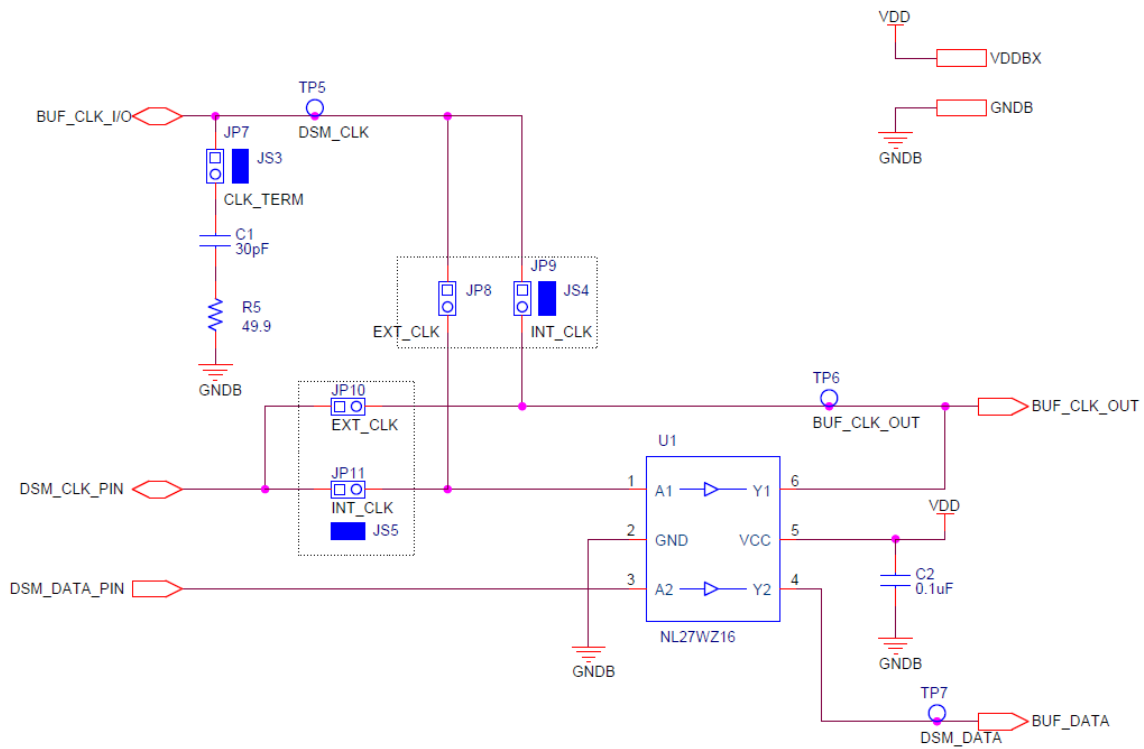 VDD
VDDBX
GNDB
GNDB
TP5
BUF_CLK_I/O
DSM_CLK
JP7
JS3
CLK_TERM
C1
30pF
R5
49.9
GNDB
JP9
JP8
JS4
EXT_CLK
INT_CLK
JP10
EXT_CLK
TP6
BUF_CLK_OUT
BUF_CLK_OUT
U1
DSM_CLK_PIN
JP11
INT_CLK
JS5
1
A1
Y1
6
VDD
2
GND
VCC
5
C2
0.1uF
DSM_DATA_PIN
3
A2
Y2
4
NL27WZ16
GNDB
GNDB
TP7
BUF_DATA
DSM_DATA